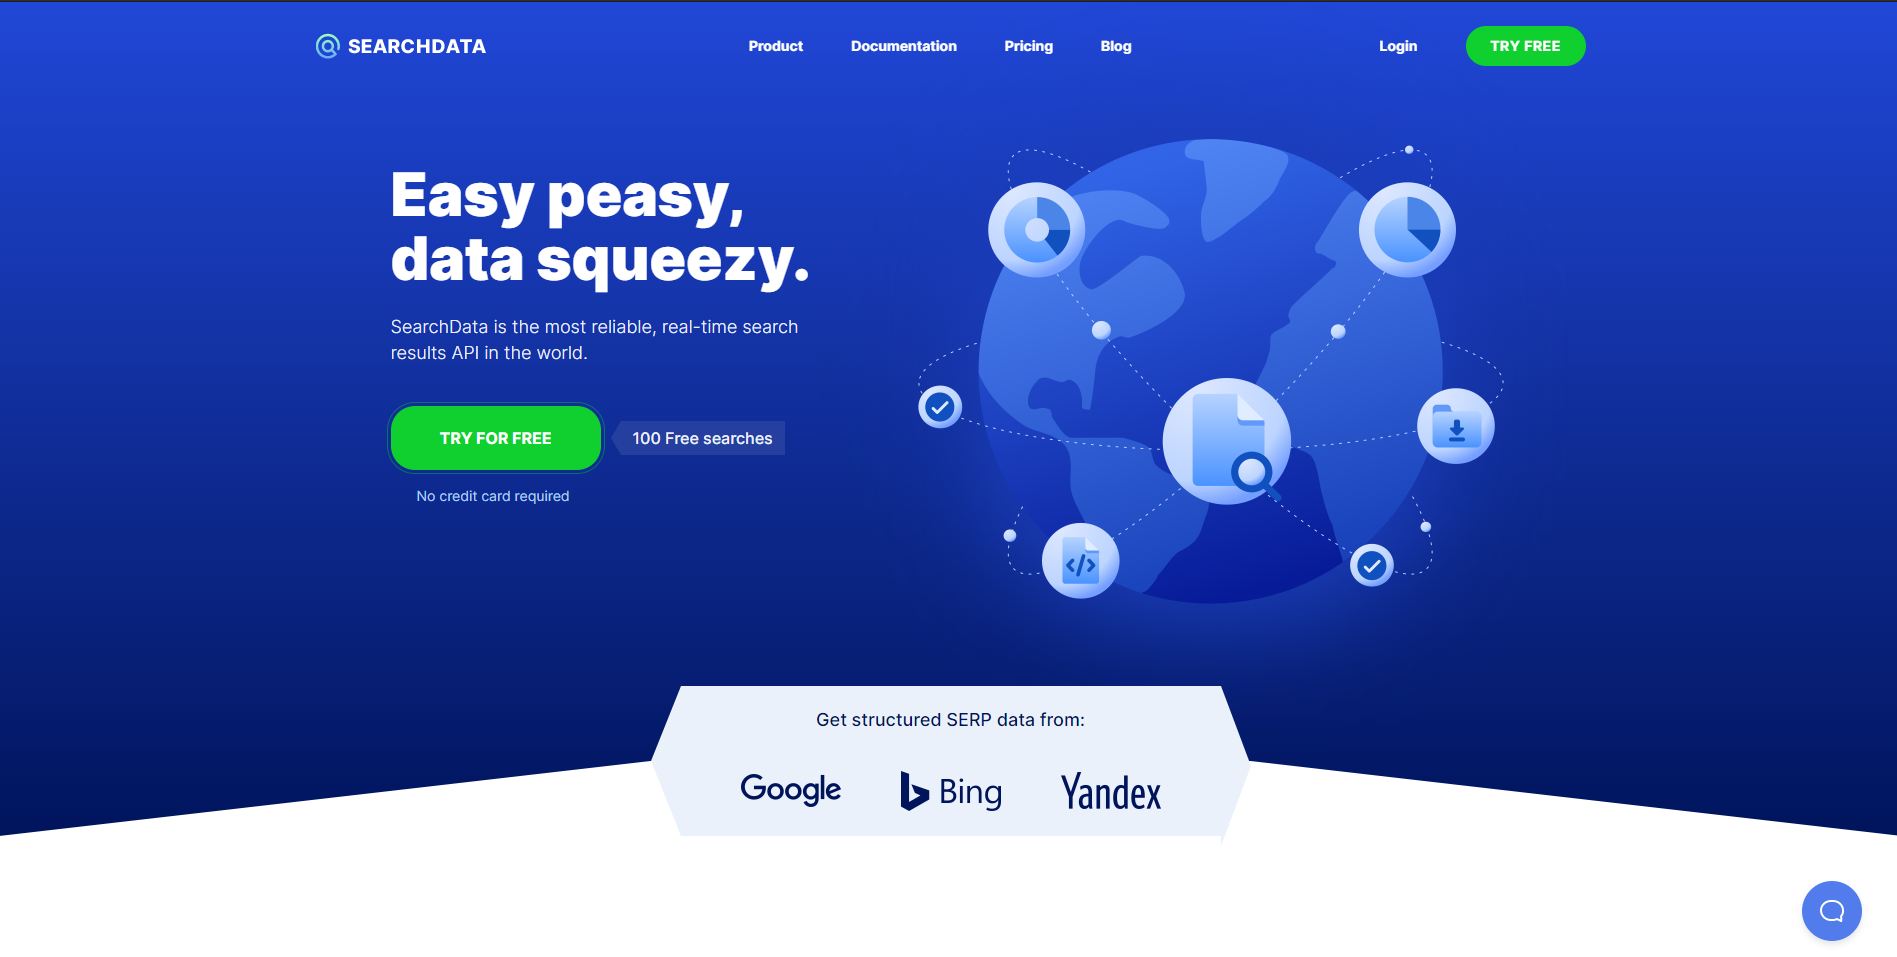 SEARCHDATA
Product
Documentation
Pricing
Blog
Login
TRY FREE
Easy peasy,
data squeezy.
SearchData is the most reliable, real-time search
results API in the world.
TRY FOR FREE
100 Free searches
No credit card required
</>
Get structured SERP data from:
Google
Bing
Yandex